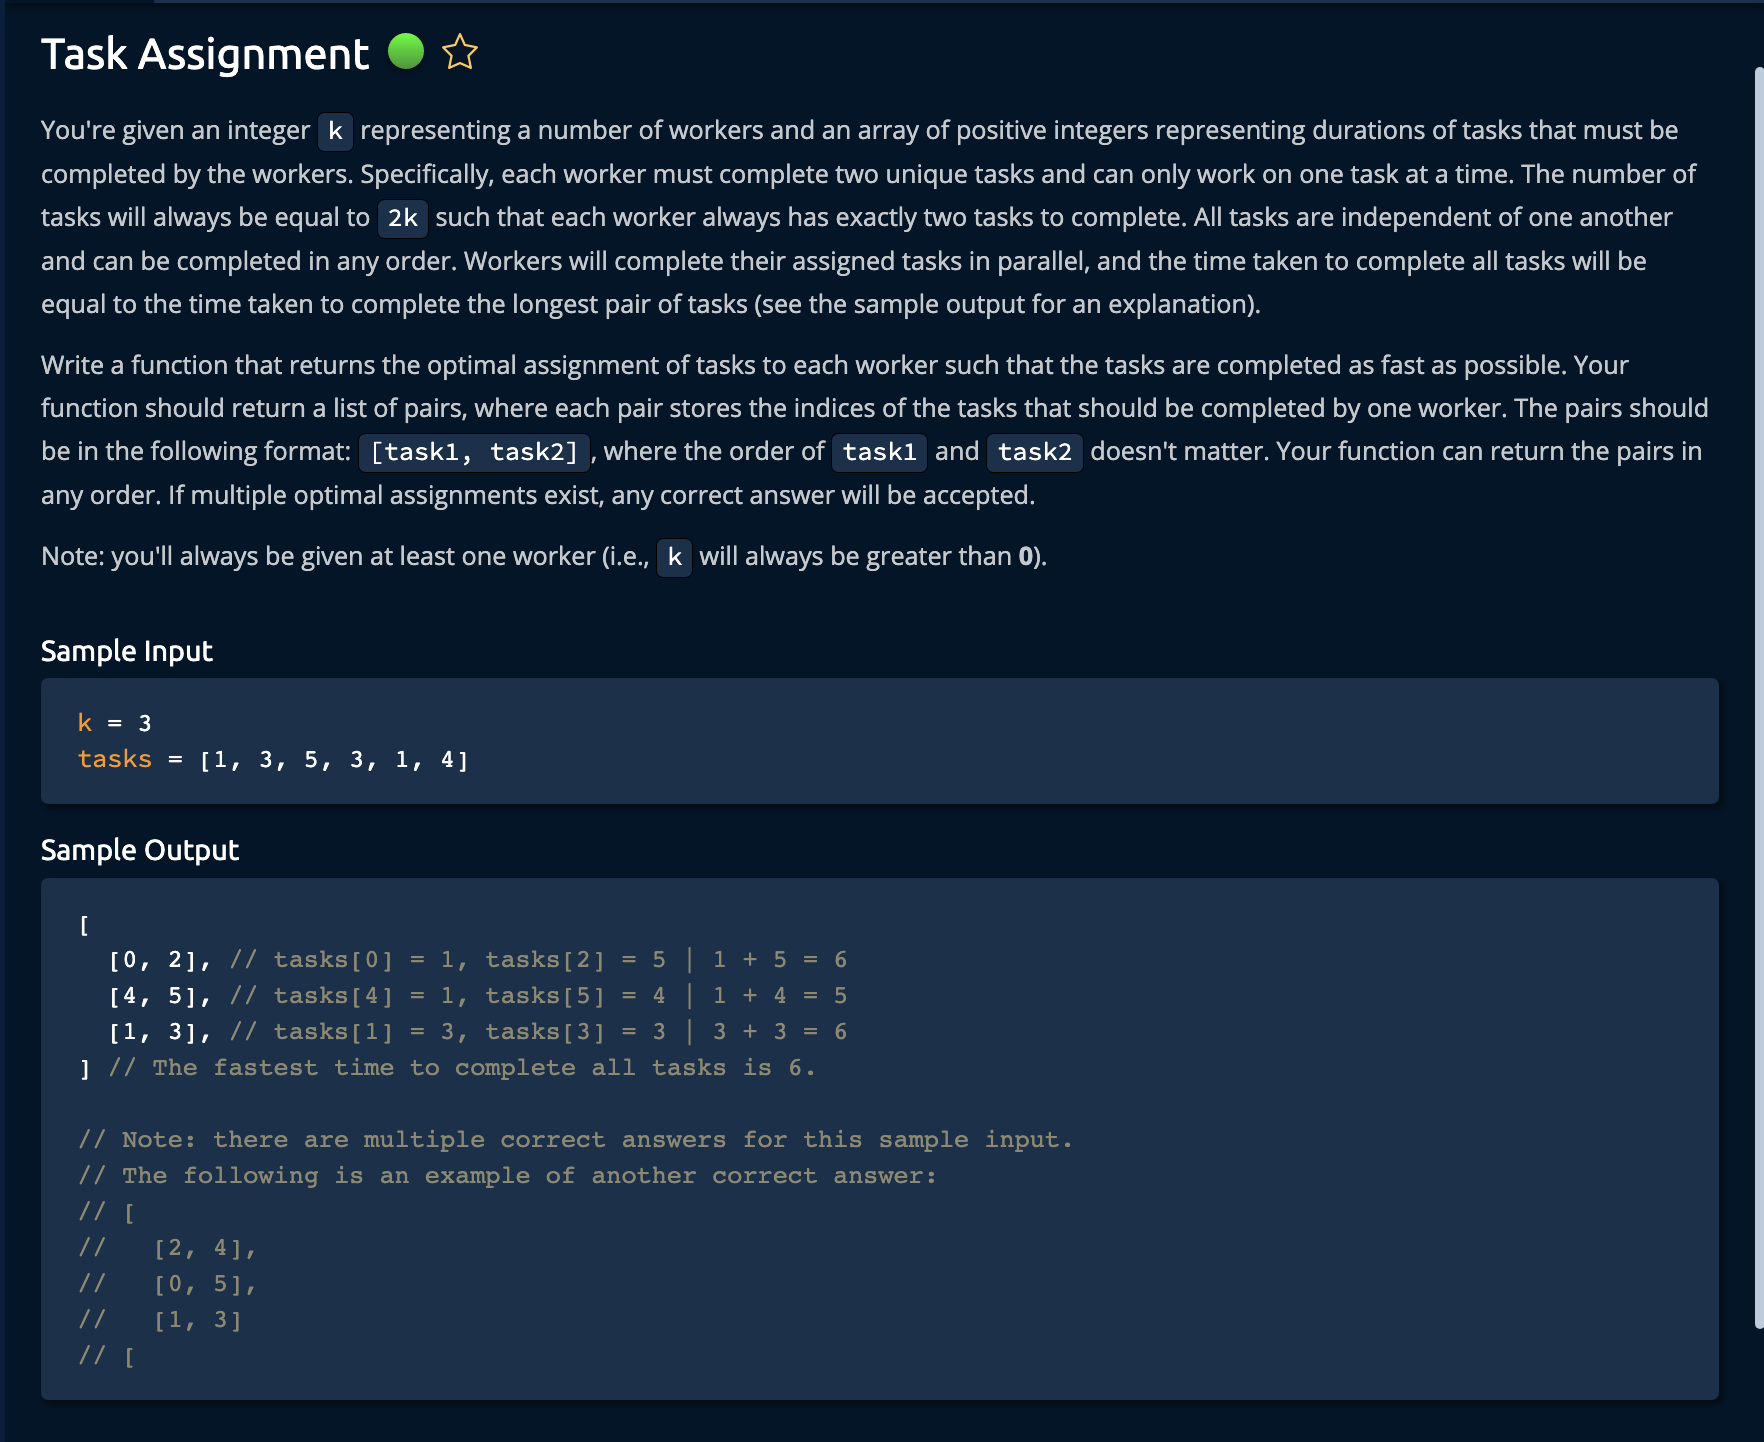 Task Assignment
You're given an integer k representing a number of workers and an array of positive integers representing durations of tasks that must be
completed by the workers. Specifically, each worker must complete two unique tasks and can only work on one task at a time. The number of
tasks will always be equal to 2k such that each worker always has exactly two tasks to complete. All tasks are independent of one another
and can be completed in any order. Workers will complete their assigned tasks in parallel, and the time taken to complete all tasks will be
equal to the time taken to complete the longest pair of tasks (see the sample output for an explanation).
Write a function that returns the optimal assignment of tasks to each worker such that the tasks are completed as fast as possible. Your
function should return a list of pairs, where each pair stores the indices of the tasks that should be completed by one worker. The pairs should
be in the following format: [task1, task2], where the order of task1 and task2 doesn't matter. Your function can return the pairs in
any order. If multiple optimal assignments exist, any correct answer will be accepted.
Note: you'll always be given at least one worker (i.e., k will always be greater than 0).
Sample Input
k = 3
tasks = [1, 3, 5, 3, 1, 4]
Sample Output
[
  [0, 2], // tasks[0] = 1, tasks[2] = 5 | 1 + 5 = 6
  [4, 5], // tasks[4] = 1, tasks[5] = 4 | 1 + 4 = 5
  [1, 3], // tasks[1] = 3, tasks[3] = 3 | 3 + 3 = 6
] // The fastest time to complete all tasks is 6.
// Note: there are multiple correct answers for this sample input.
// The following is an example of another correct answer:
// [
//   [2, 4],
//   [0, 5],
//   [1, 3]
// [